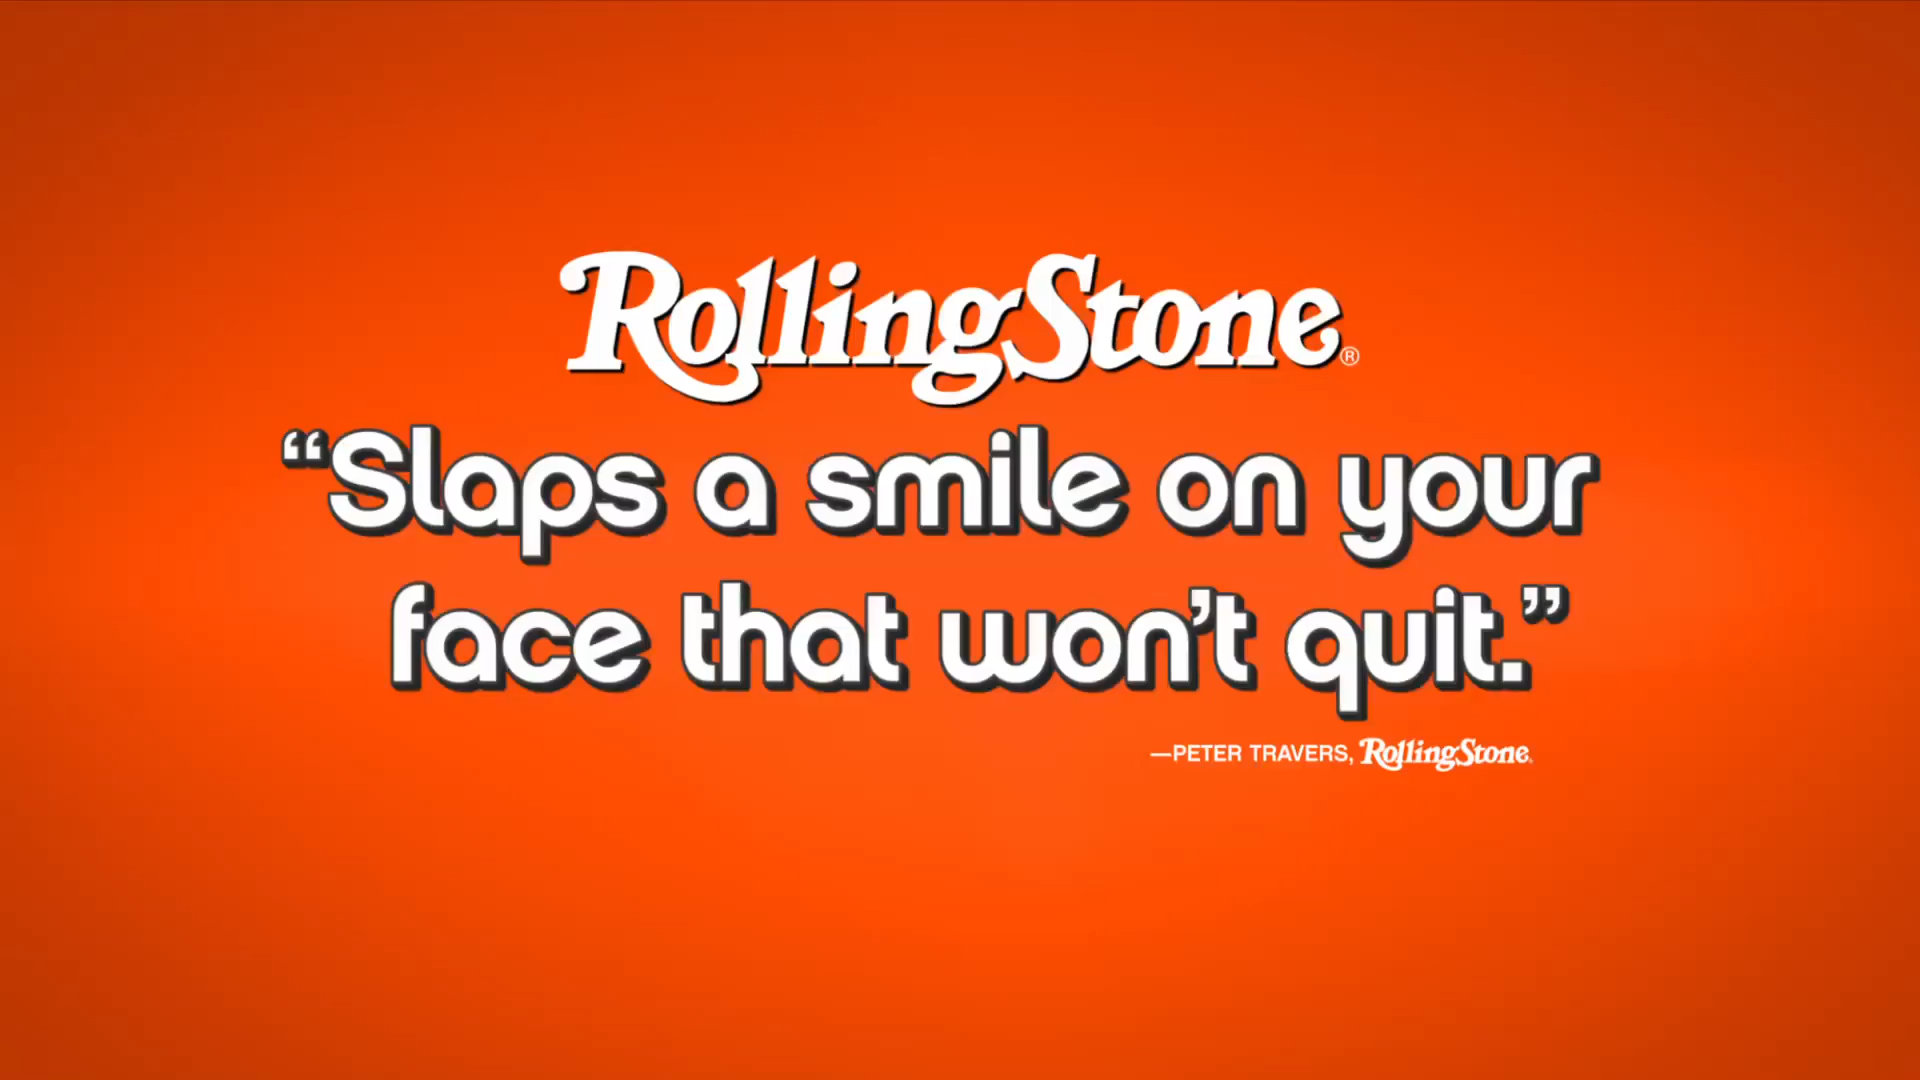 RollingStone®
“Slaps a smile on your
face that won’t quit.”
—PETER TRAVERS, RollingStone.